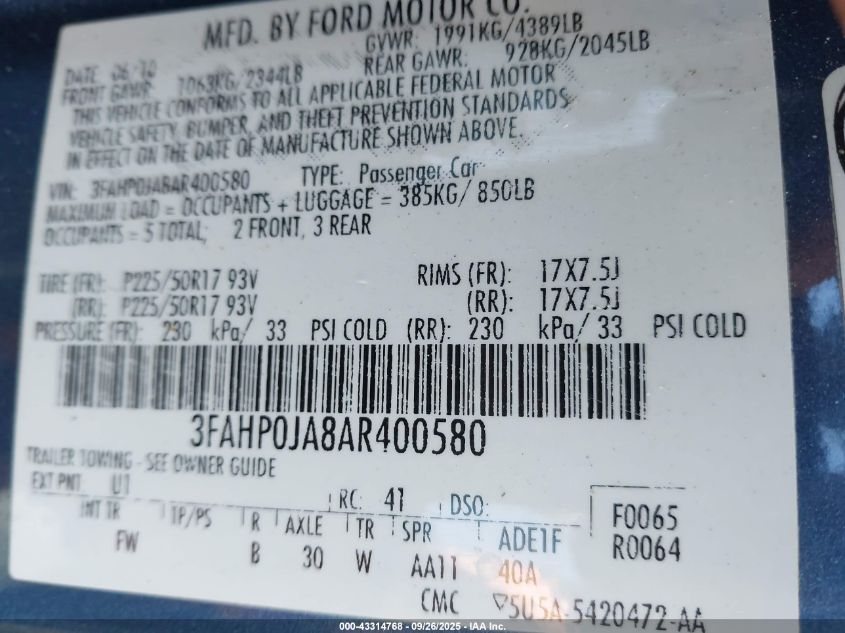 MFD. BY FORD MOTOR CO.
DATE: 06/10 GVWR: 1991KG/4389LB
FRONT GAWR: 1063KG/2344LB REAR GAWR: 928KG/2045LB
THIS VEHICLE CONFORMS TO ALL APPLICABLE FEDERAL MOTOR
VEHICLE SAFETY, BUMPER, AND THEFT PREVENTION STANDARDS
IN EFFECT ON THE DATE OF MANUFACTURE SHOWN ABOVE.
VIN: 3FAHP0JA8AR400580 TYPE: Passenger Car
MAXIMUM LOAD = OCCUPANTS + LUGGAGE = 385KG/ 850LB
OCCUPANTS = 5 TOTAL, 2 FRONT, 3 REAR
TIRE (FR): P225/50R17 93V RIMS (FR): 17X7.5J
(RR): P225/50R17 93V (RR): 17X7.5J
PRESSURE (FR): 230 kPa/ 33 PSI COLD (RR): 230 kPa/ 33 PSI COLD
3FAHP0JA8AR400580
TRAILER TOWING - SEE OWNER GUIDE
EXT PNT U1 RC: 41 DSO:
INT TR TP/PS R AXLE TR SPR ADE1F F0065
FW B 30 W AA11 40A R0064
CMC 5U5A-5420472-AA
000-43314768 - 09/26/2025 - IAA Inc.